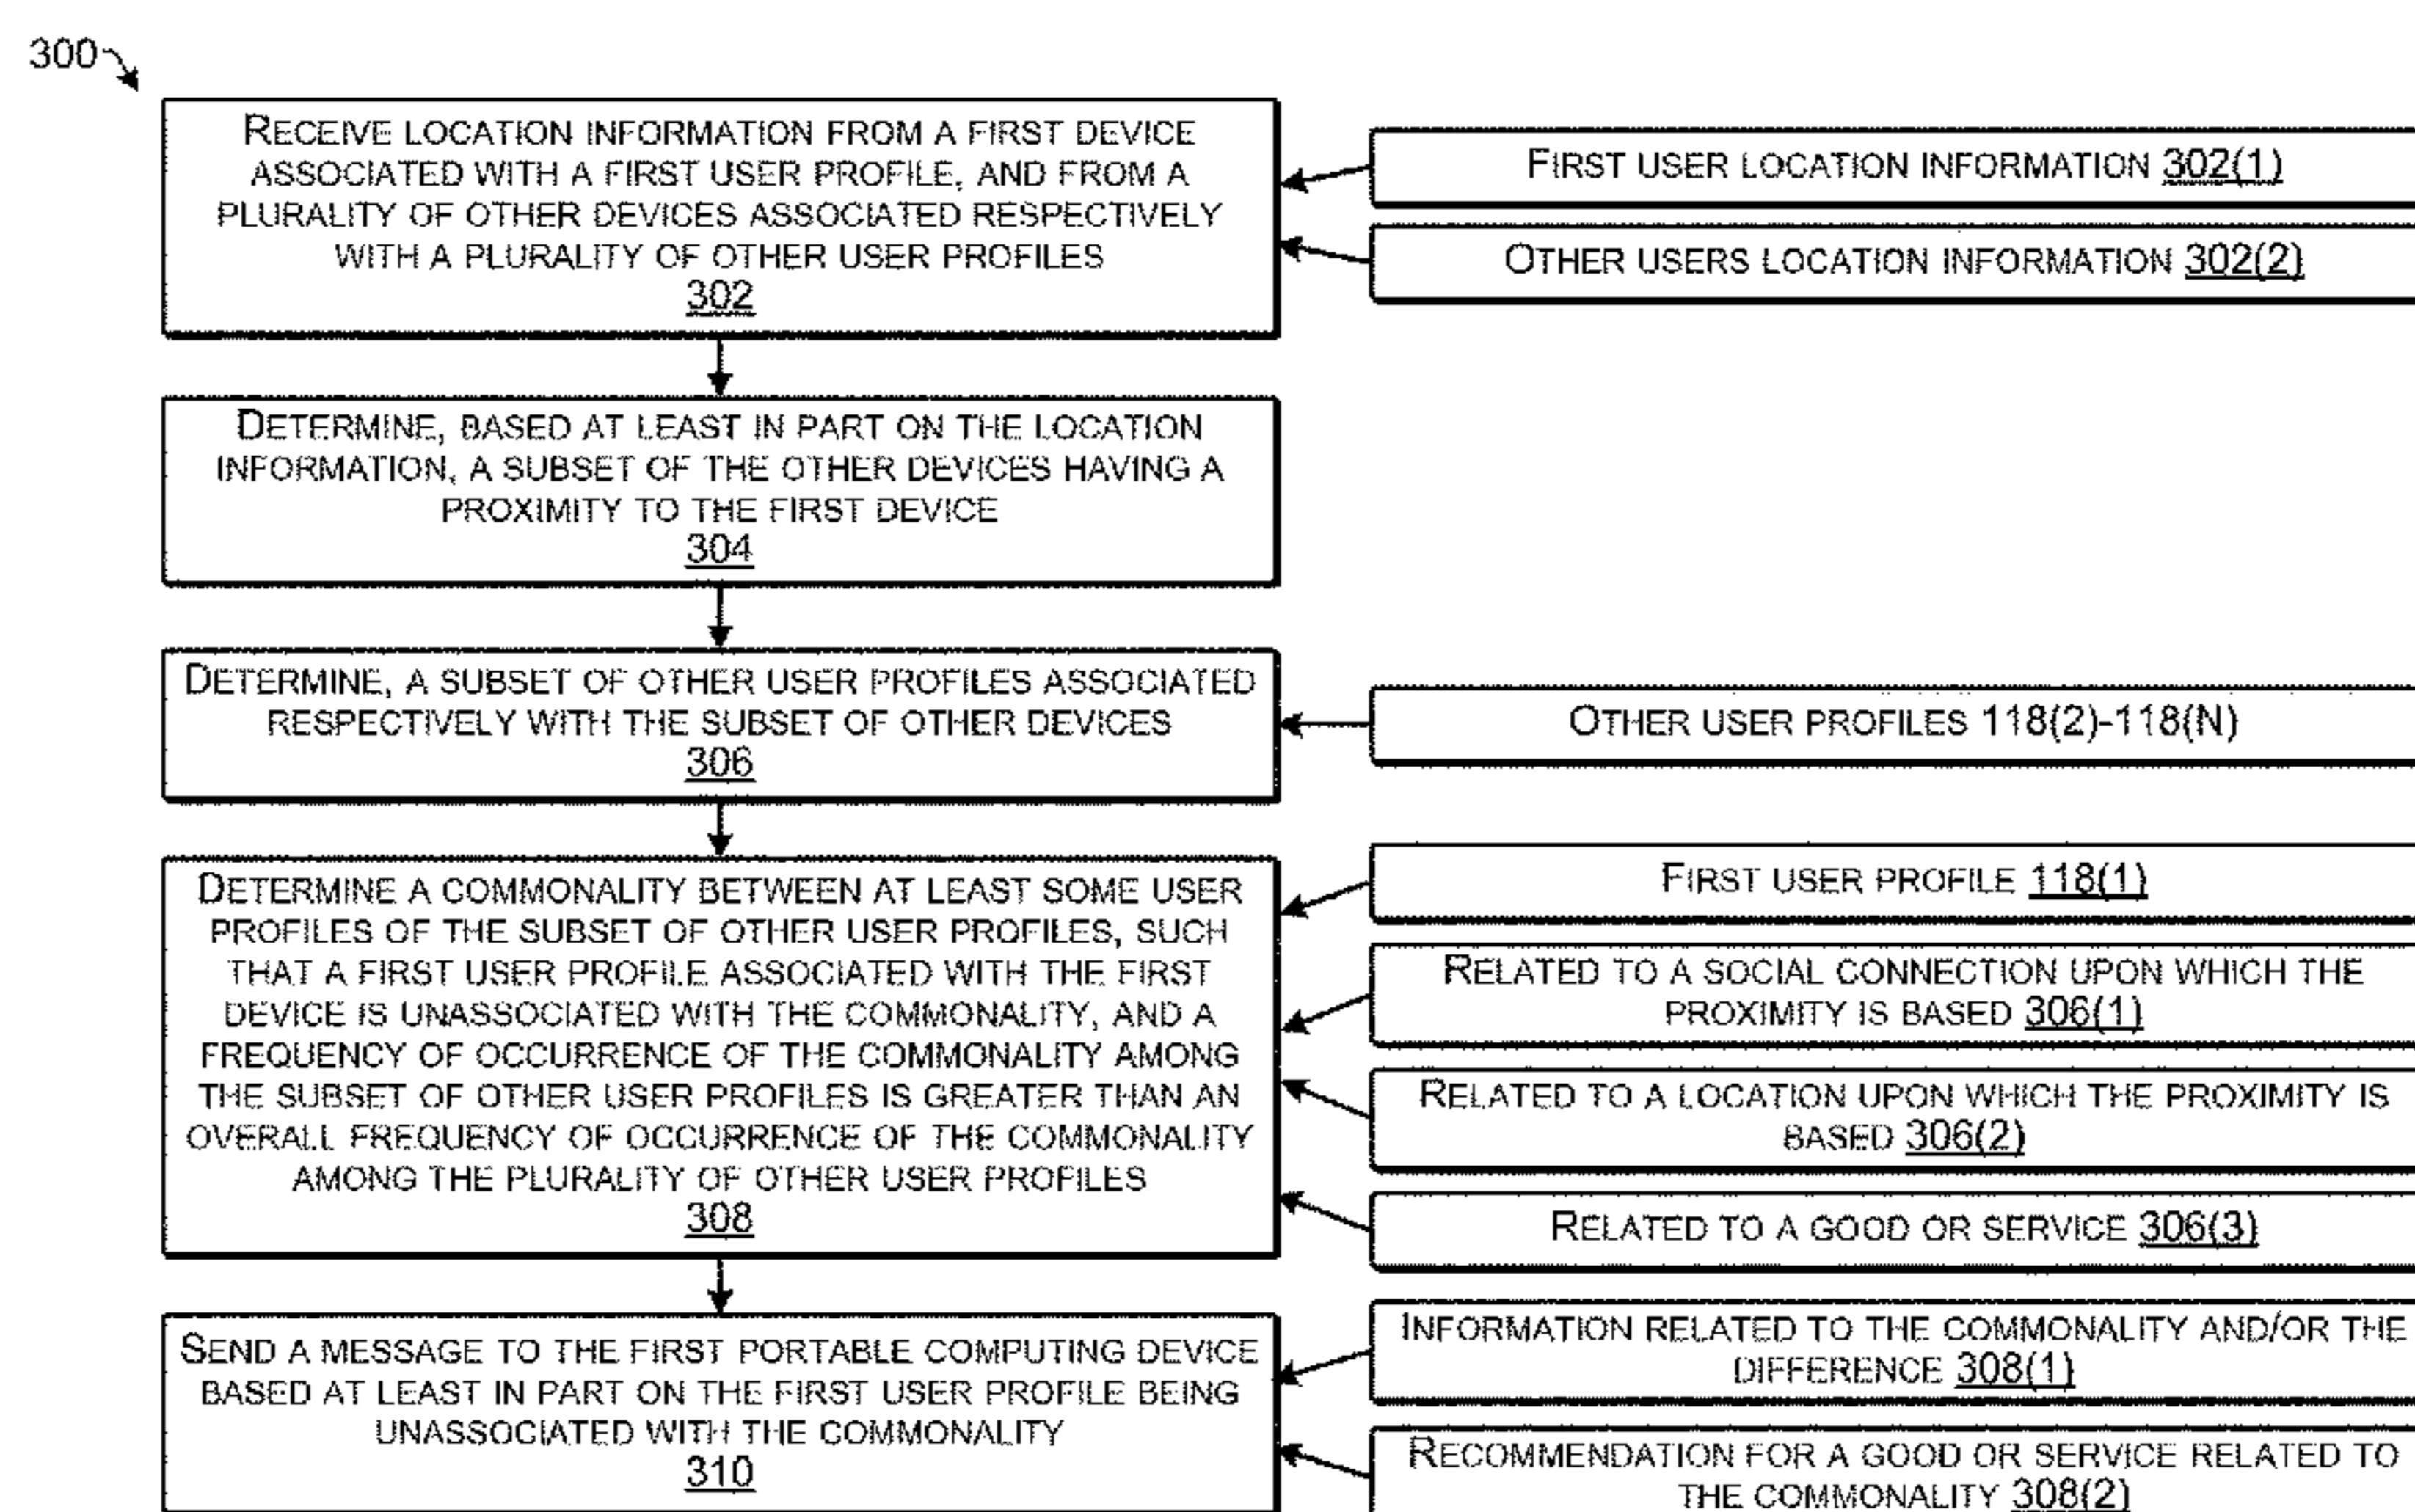 300
RECEIVE LOCATION INFORMATION FROM A FIRST DEVICE
ASSOCIATED WITH A FIRST USER PROFILE, AND FROM A
PLURALITY OF OTHER DEVICES ASSOCIATED RESPECTIVELY
WITH A PLURALITY OF OTHER USER PROFILES
302
FIRST USER LOCATION INFORMATION 302(1)
OTHER USERS LOCATION INFORMATION 302(2)
DETERMINE, BASED AT LEAST IN PART ON THE LOCATION
INFORMATION, A SUBSET OF THE OTHER DEVICES HAVING A
PROXIMITY TO THE FIRST DEVICE
304
DETERMINE, A SUBSET OF OTHER USER PROFILES ASSOCIATED
RESPECTIVELY WITH THE SUBSET OF OTHER DEVICES
306
OTHER USER PROFILES 118(2)-118(N)
DETERMINE A COMMONALITY BETWEEN AT LEAST SOME USER
PROFILES OF THE SUBSET OF OTHER USER PROFILES, SUCH
THAT A FIRST USER PROFILE ASSOCIATED WITH THE FIRST
DEVICE IS UNASSOCIATED WITH THE COMMONALITY, AND A
FREQUENCY OF OCCURRENCE OF THE COMMONALITY AMONG
THE SUBSET OF OTHER USER PROFILES IS GREATER THAN AN
OVERALL FREQUENCY OF OCCURRENCE OF THE COMMONALITY
AMONG THE PLURALITY OF OTHER USER PROFILES
308
FIRST USER PROFILE 118(1)
RELATED TO A SOCIAL CONNECTION UPON WHICH THE
PROXIMITY IS BASED 306(1)
RELATED TO A LOCATION UPON WHICH THE PROXIMITY IS
BASED 306(2)
RELATED TO A GOOD OR SERVICE 306(3)
SEND A MESSAGE TO THE FIRST PORTABLE COMPUTING DEVICE
BASED AT LEAST IN PART ON THE FIRST USER PROFILE BEING
UNASSOCIATED WITH THE COMMONALITY
310
INFORMATION RELATED TO THE COMMONALITY AND/OR THE
DIFFERENCE 308(1)
RECOMMENDATION FOR A GOOD OR SERVICE RELATED TO
THE COMMONALITY 308(2)